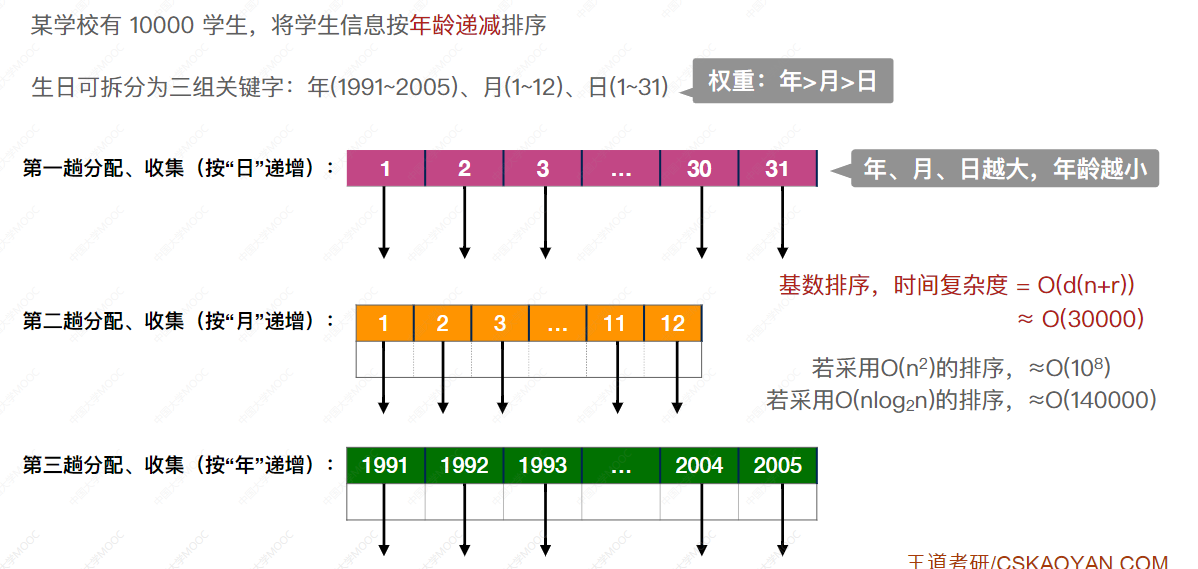 某学校有 10000 学生，将学生信息按年龄递减排序
生日可拆分为三组关键字：年(1991~2005)、月(1~12)、日(1~31)
权重：年>月>日
第一趟分配、收集（按“日”递增）：
1 2 3 ... 30 31
年、月、日越大，年龄越小
基数排序，时间复杂度 = O(d(n+r))
≈ O(30000)
第二趟分配、收集（按“月”递增）：
1 2 3 ... 11 12
若采用O(n²)的排序，≈O(10⁸)
若采用O(nlog₂n)的排序，≈O(140000)
第三趟分配、收集（按“年”递增）：
1991 1992 1993 ... 2004 2005
王道考研/CSKAOYAN.COM